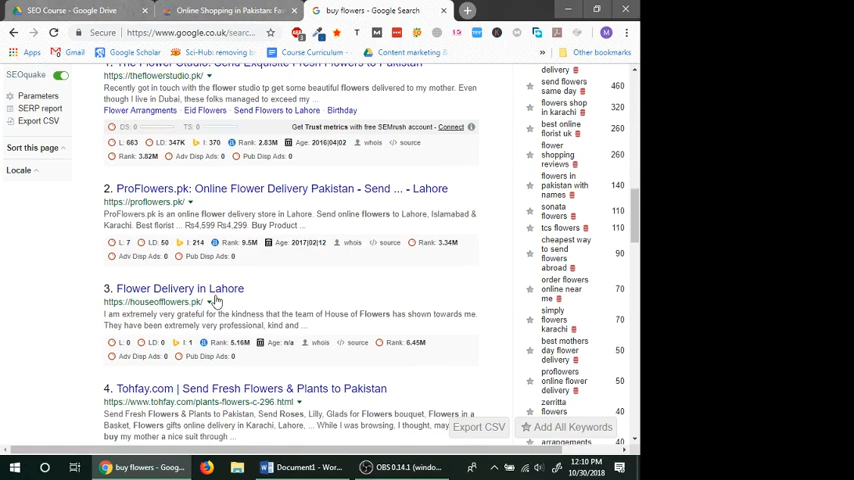 SEO Course - Google Drive
Online Shopping in Pakistan: Fa
buy flowers - Google Search
Secure
https://www.google.co.uk/searc...
Apps
Gmail
Google Scholar
Sci-Hub: removing b
Course Curriculum
Content marketing B
Other bookmarks
SEOquake
Parameters
SERP report
Export CSV
Sort this page
Locale
1. The Flower Studio: Send Exquisite Fresh Flowers to Pakistan
https://theflowerstudio.pk/
Recently got in touch with the flower studio tp get some beautiful flowers delivered to my mother. Even
though I live in Dubai, these folks managed to exceed my ...
Flower Arrangments · Eid Flowers · Send Flowers to Lahore · Birthday
DS: 0
TS: 0
Get Trust metrics with free SEMrush account - Connect
L: 663 LD: 347K I: 370 Rank: 2.83M Age: 2016|04|02 whois source
Rank: 3.82M Adv Disp Ads: 0 Pub Disp Ads: 0
2. ProFlowers.pk: Online Flower Delivery Pakistan - Send ... - Lahore
https://proflowers.pk/
ProFlowers.pk is an online flower delivery store in Lahore. Send online flowers to Lahore, Islamabad &
Karachi. Best florist ... Rs4,599 Rs4,299. Buy Product ...
L: 7 LD: 50 I: 214 Rank: 9.5M Age: 2017|02|12 whois source Rank: 3.34M
Adv Disp Ads: 0 Pub Disp Ads: 0
3. Flower Delivery in Lahore
https://houseofflowers.pk/
I am extremely very grateful for the kindness that the team of House of Flowers has shown towards me.
They have been extremely very professional, kind and ...
L: 0 LD: 0 I: 1 Rank: 5.16M Age: n/a whois source Rank: 6.45M
Adv Disp Ads: 0 Pub Disp Ads: 0
4. Tohfay.com | Send Fresh Flowers & Plants to Pakistan
https://www.tohfay.com/plants-flowers-c-296.html
Send Fresh Flowers & Plants to Pakistan, Send Roses, Lilly, Glads for Flowers bouquet, Flowers in a
Basket, Flowers gifts online delivery in Karachi, Lahore, ... While I was browsing, I thought, may
buy my mother a nice suit through ...
delivery
send flowers same day 460
flowers shop in karachi 320
best online florist uk 260
flower shopping reviews 260
flowers in pakistan with names 140
sonata flowers 110
tcs flowers 110
cheapest way to send flowers abroad 90
order flowers online near me 70
simply flowers karachi 70
best mothers day flower delivery 50
proflowers online flower delivery 50
zerritta flowers 40
arrangements
Export CSV
Add All Keywords
buy flowers - Goog...
Document1 - Wor...
OBS 0.14.1 (windo...
12:10 PM
10/30/2018